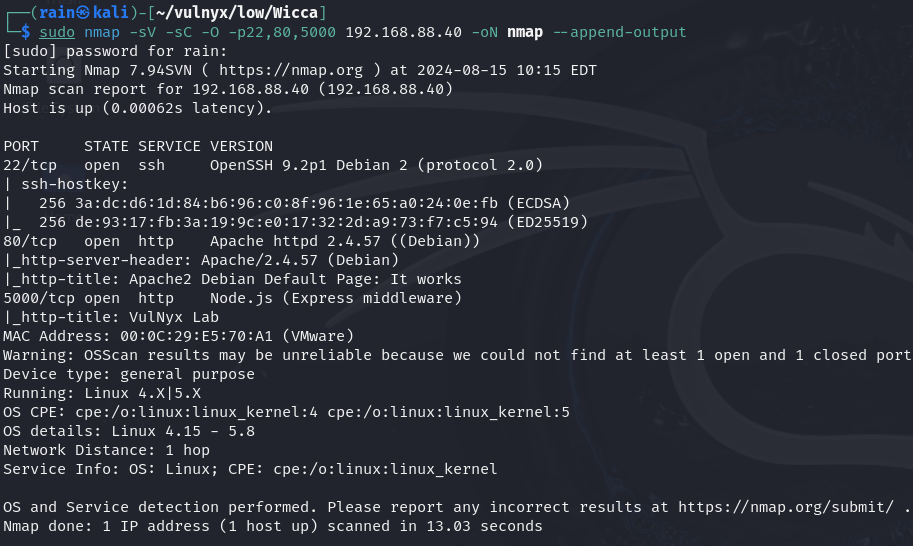 ┌──(rain㉿kali)-[~/vulnyx/low/Wicca]
└─$ sudo nmap -sV -sC -O -p22,80,5000 192.168.88.40 -oN nmap --append-output
[sudo] password for rain:
Starting Nmap 7.94SVN ( https://nmap.org ) at 2024-08-15 10:15 EDT
Nmap scan report for 192.168.88.40 (192.168.88.40)
Host is up (0.00062s latency).

PORT     STATE SERVICE VERSION
22/tcp   open  ssh     OpenSSH 9.2p1 Debian 2 (protocol 2.0)
| ssh-hostkey:
|   256 3a:dc:d6:1d:84:b6:96:c0:8f:96:1e:65:a0:24:0e:fb (ECDSA)
|_  256 de:93:17:fb:3a:19:9c:e0:17:32:2d:a9:73:f7:c5:94 (ED25519)
80/tcp   open  http    Apache httpd 2.4.57 ((Debian))
|_http-server-header: Apache/2.4.57 (Debian)
|_http-title: Apache2 Debian Default Page: It works
5000/tcp open  http    Node.js (Express middleware)
|_http-title: VulNyx Lab
MAC Address: 00:0C:29:E5:70:A1 (VMware)
Warning: OSScan results may be unreliable because we could not find at least 1 open and 1 closed port
Device type: general purpose
Running: Linux 4.X|5.X
OS CPE: cpe:/o:linux:linux_kernel:4 cpe:/o:linux:linux_kernel:5
OS details: Linux 4.15 - 5.8
Network Distance: 1 hop
Service Info: OS: Linux; CPE: cpe:/o:linux:linux_kernel

OS and Service detection performed. Please report any incorrect results at https://nmap.org/submit/ .
Nmap done: 1 IP address (1 host up) scanned in 13.03 seconds